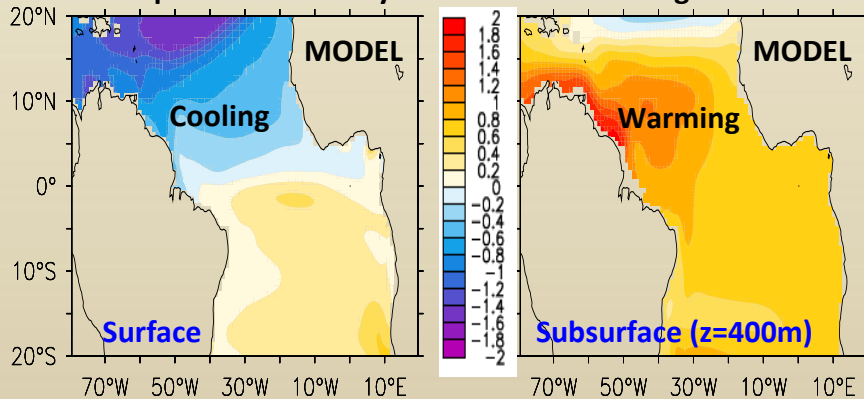 20°N
10°N
0°
10°S
20°S
MODEL
Cooling
Surface
70°W 50°W 30°W 10°W 10°E
2
1.8
1.6
1.4
1.2
1
0.8
0.6
0.4
0.2
0
−0.2
−0.4
−0.6
−0.8
−1
−1.2
−1.4
−1.6
−1.8
−2
MODEL
Warming
Subsurface (z=400m)
70°W 50°W 30°W 10°W 10°E